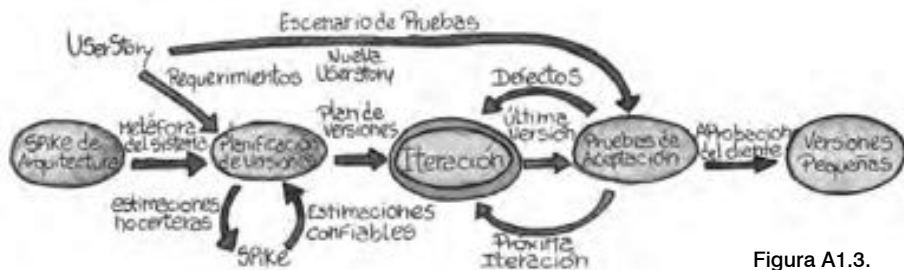 Escenario de Pruebas
UserStory
Nueva
UserStory
Requerimientos
Defectos
Metáfora
del sistema
Plan de
versiones
Última
versión
Aprobación
del cliente
Spike de
Arquitectura
Planificación
de Versiones
Iteración
Pruebas de
Aceptación
Versiones
Pequeñas
estimaciones
no certeras
Spike
Estimaciones
confiables
Próxima
Iteración
Figura A1.3.